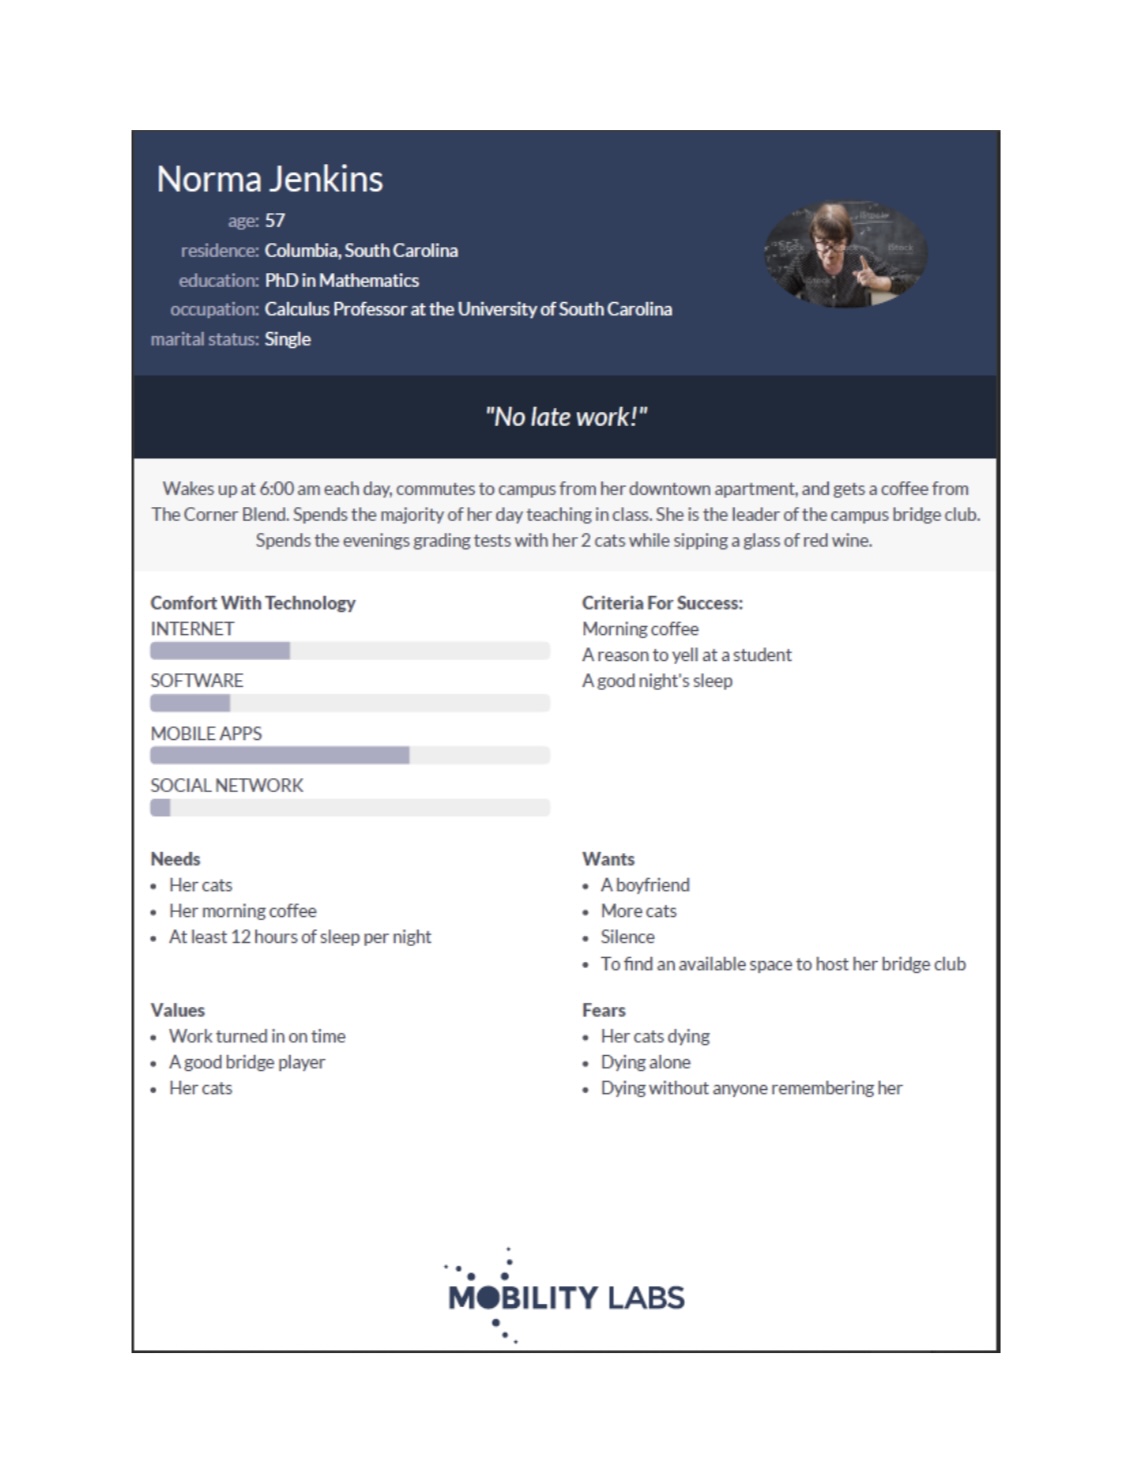 Norma Jenkins
age: 57
residence: Columbia, South Carolina
education: PhD in Mathematics
occupation: Calculus Professor at the University of South Carolina
marital status: Single
iStock
iStock
"No late work!"
Wakes up at 6:00 am each day, commutes to campus from her downtown apartment, and gets a coffee from
The Corner Blend. Spends the majority of her day teaching in class. She is the leader of the campus bridge club.
Spends the evenings grading tests with her 2 cats while sipping a glass of red wine.
Comfort With Technology
INTERNET
SOFTWARE
MOBILE APPS
SOCIAL NETWORK
Criteria For Success:
Morning coffee
A reason to yell at a student
A good night's sleep
Needs
• Her cats
• Her morning coffee
• At least 12 hours of sleep per night
Wants
• A boyfriend
• More cats
• Silence
• To find an available space to host her bridge club
Values
• Work turned in on time
• A good bridge player
• Her cats
Fears
• Her cats dying
• Dying alone
• Dying without anyone remembering her
MOBILITY LABS